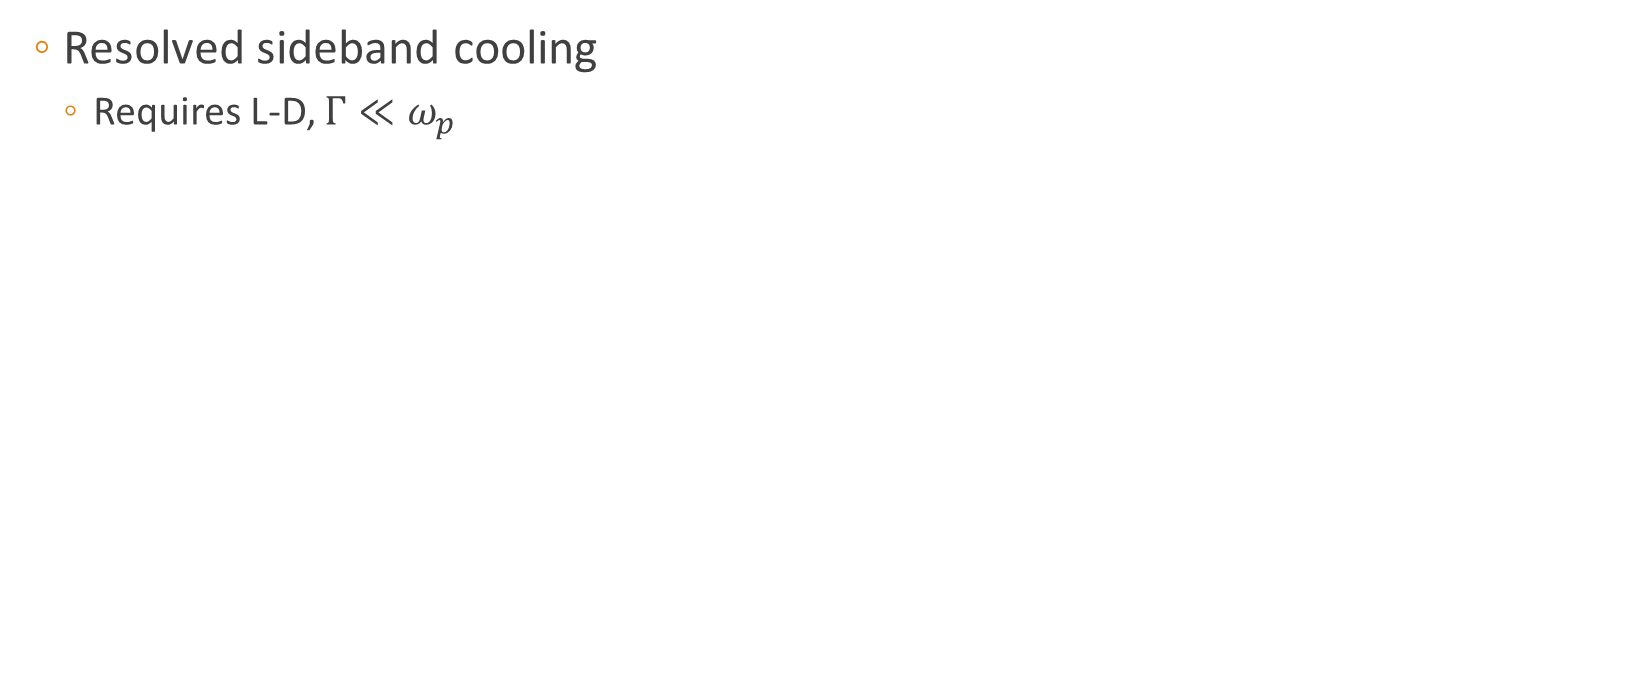 ◦ Resolved sideband cooling
◦ Requires L-D, Γ ≪ ω_p